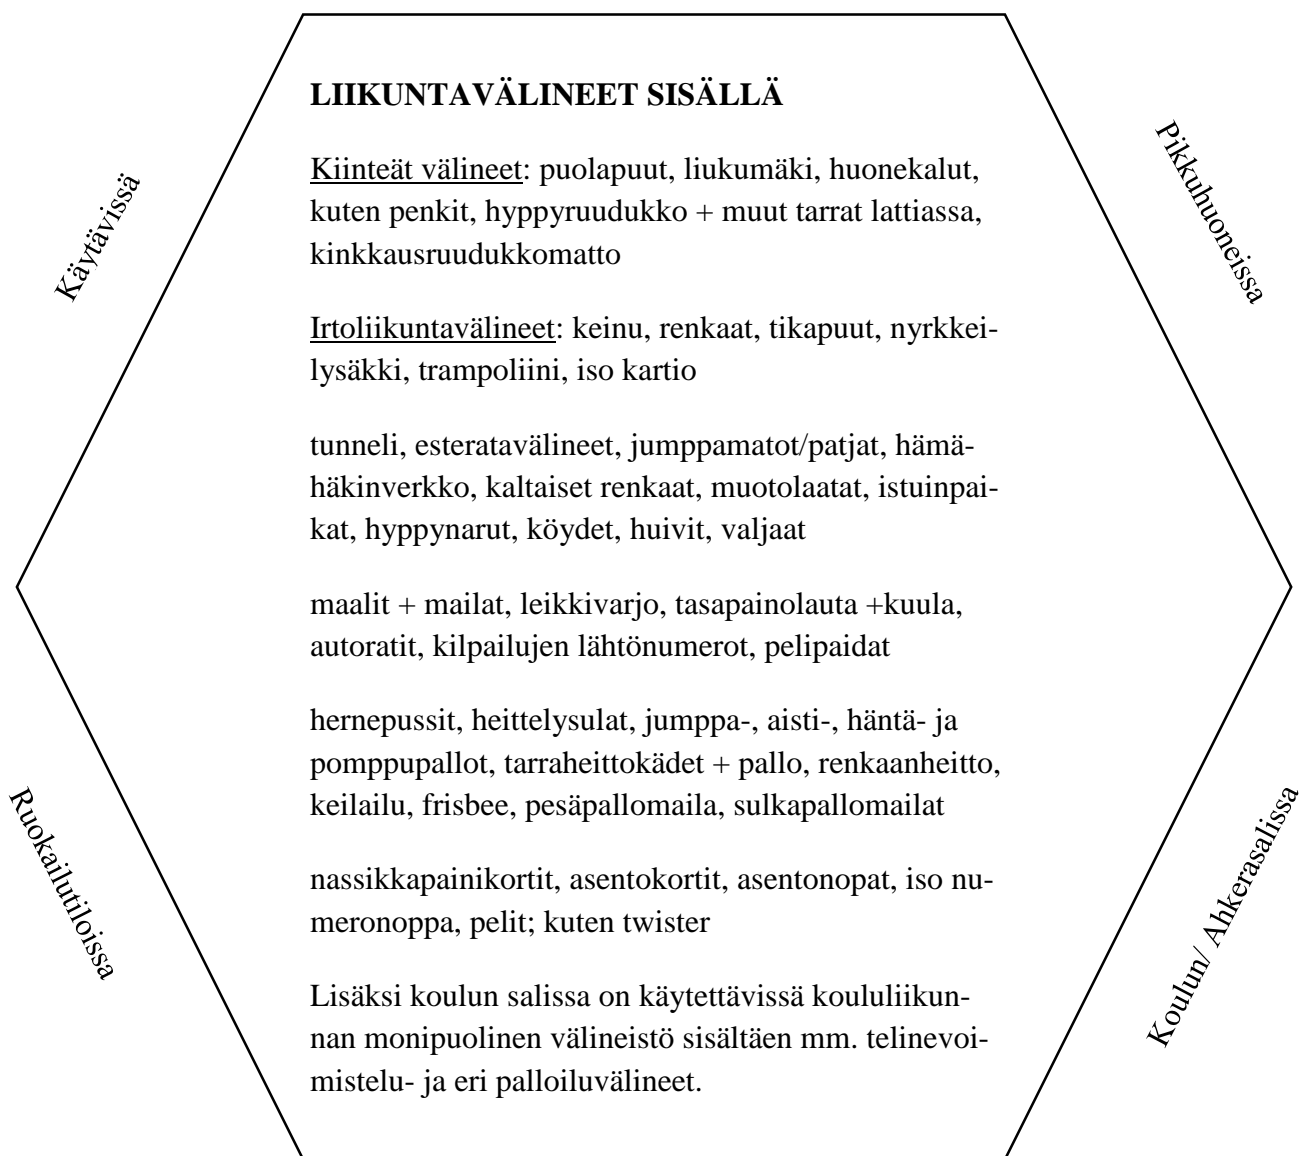 LIIKUNTAVÄLINEET SISÄLLÄ
Kiinteät välineet: puolapuut, liukumäki, huonekalut,
kuten penkit, hyppyruudukko + muut tarrat lattiassa,
kinkkausruudukkomatto
Irtoliikuntavälineet: keinu, renkaat, tikapuut, nyrkkei-
lysäkki, trampoliini, iso kartio
tunneli, esteratavälineet, jumppamatot/patjat, hämä-
häkinverkko, kaltaiset renkaat, muotolaatat, istuinpai-
kat, hyppynarut, köydet, huivit, valjaat
maalit + mailat, leikkivarjo, tasapainolauta +kuula,
autoratit, kilpailujen lähtönumerot, pelipaidat
hernepussit, heittelysulat, jumppa-, aisti-, häntä- ja
pomppupallot, tarraheittokädet + pallo, renkaanheitto,
keilailu, frisbee, pesäpallomaila, sulkapallomailat
nassikkapainikortit, asentokortit, asentonopat, iso nu-
meronoppa, pelit; kuten twister
Lisäksi koulun salissa on käytettävissä koululiikun-
nan monipuolinen välineistö sisältäen mm. telinevoi-
mistelu- ja eri palloiluvälineet.
Käytävissä
Pikkuhuoneissa
Ruokailutiloissa
Koulun/ Ahkerasalissa